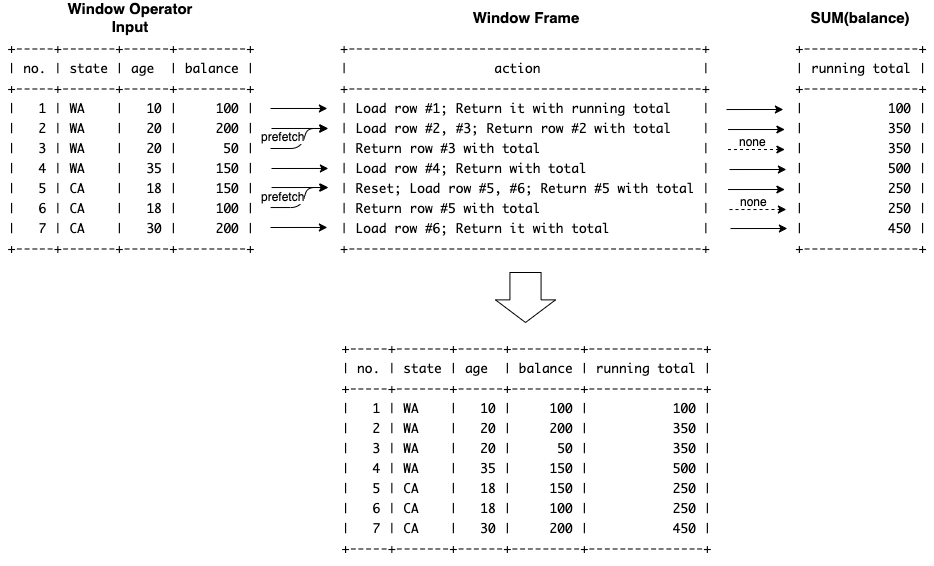 Window Operator
Input
Window Frame
SUM(balance)
+-----+-------+-----+---------+
| no. | state | age | balance |
+-----+-------+-----+---------+
| 1 | WA | 10 | 100 |
| 2 | WA | 20 | 200 |
| 3 | WA | 20 | 50 |
| 4 | WA | 35 | 150 |
| 5 | CA | 18 | 150 |
| 6 | CA | 18 | 100 |
| 7 | CA | 30 | 200 |
+-----+-------+-----+---------+
prefetch
prefetch
+---------------------------------------------+
| action |
+---------------------------------------------+
| Load row #1; Return it with running total |
| Load row #2, #3; Return row #2 with total |
| Return row #3 with total |
| Load row #4; Return with total |
| Reset; Load row #5, #6; Return #5 with total |
| Return row #5 with total |
| Load row #6; Return it with total |
+---------------------------------------------+
none
none
+---------------+
| running total |
+---------------+
| 100 |
| 350 |
| 350 |
| 500 |
| 250 |
| 250 |
| 450 |
+---------------+
+-----+-------+------+---------+---------------+
| no. | state | age | balance | running total |
+-----+-------+------+---------+---------------+
| 1 | WA | 10 | 100 | 100 |
| 2 | WA | 20 | 200 | 350 |
| 3 | WA | 20 | 50 | 350 |
| 4 | WA | 35 | 150 | 500 |
| 5 | CA | 18 | 150 | 250 |
| 6 | CA | 18 | 100 | 250 |
| 7 | CA | 30 | 200 | 450 |
+-----+-------+------+---------+---------------+